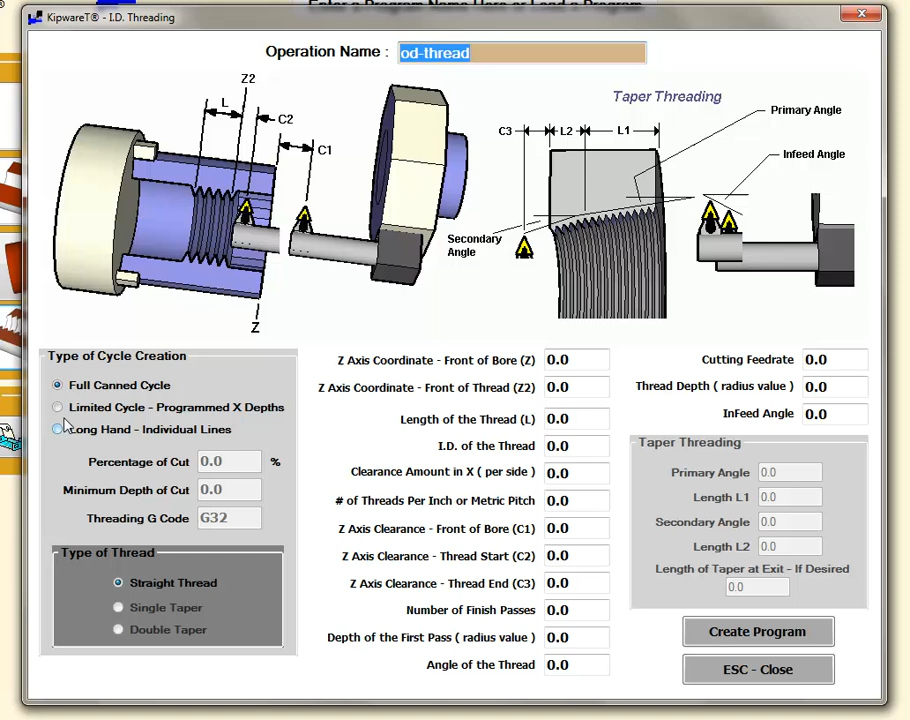 Enter a Program Name Here or Load a Program
KipwareT® - I.D. Threading
Operation Name :
od-thread
Z2
L
C2
C1
Z
Taper Threading
C3
L2
L1
Primary Angle
Infeed Angle
Secondary
Angle
Type of Cycle Creation
Full Canned Cycle
Limited Cycle - Programmed X Depths
Long Hand - Individual Lines
Percentage of Cut 0.0 %
Minimum Depth of Cut 0.0
Threading G Code G32
Type of Thread
Straight Thread
Single Taper
Double Taper
Z Axis Coordinate - Front of Bore (Z) 0.0
Z Axis Coordinate - Front of Thread (Z2) 0.0
Length of the Thread (L) 0.0
I.D. of the Thread 0.0
Clearance Amount in X ( per side ) 0.0
# of Threads Per Inch or Metric Pitch 0.0
Z Axis Clearance - Front of Bore (C1) 0.0
Z Axis Clearance - Thread Start (C2) 0.0
Z Axis Clearance - Thread End (C3) 0.0
Number of Finish Passes 0.0
Depth of the First Pass ( radius value ) 0.0
Angle of the Thread 0.0
Cutting Feedrate 0.0
Thread Depth ( radius value ) 0.0
InFeed Angle 0.0
Taper Threading
Primary Angle 0.0
Length L1 0.0
Secondary Angle 0.0
Length L2 0.0
Length of Taper at Exit - If Desired
0.0
Create Program
ESC - Close